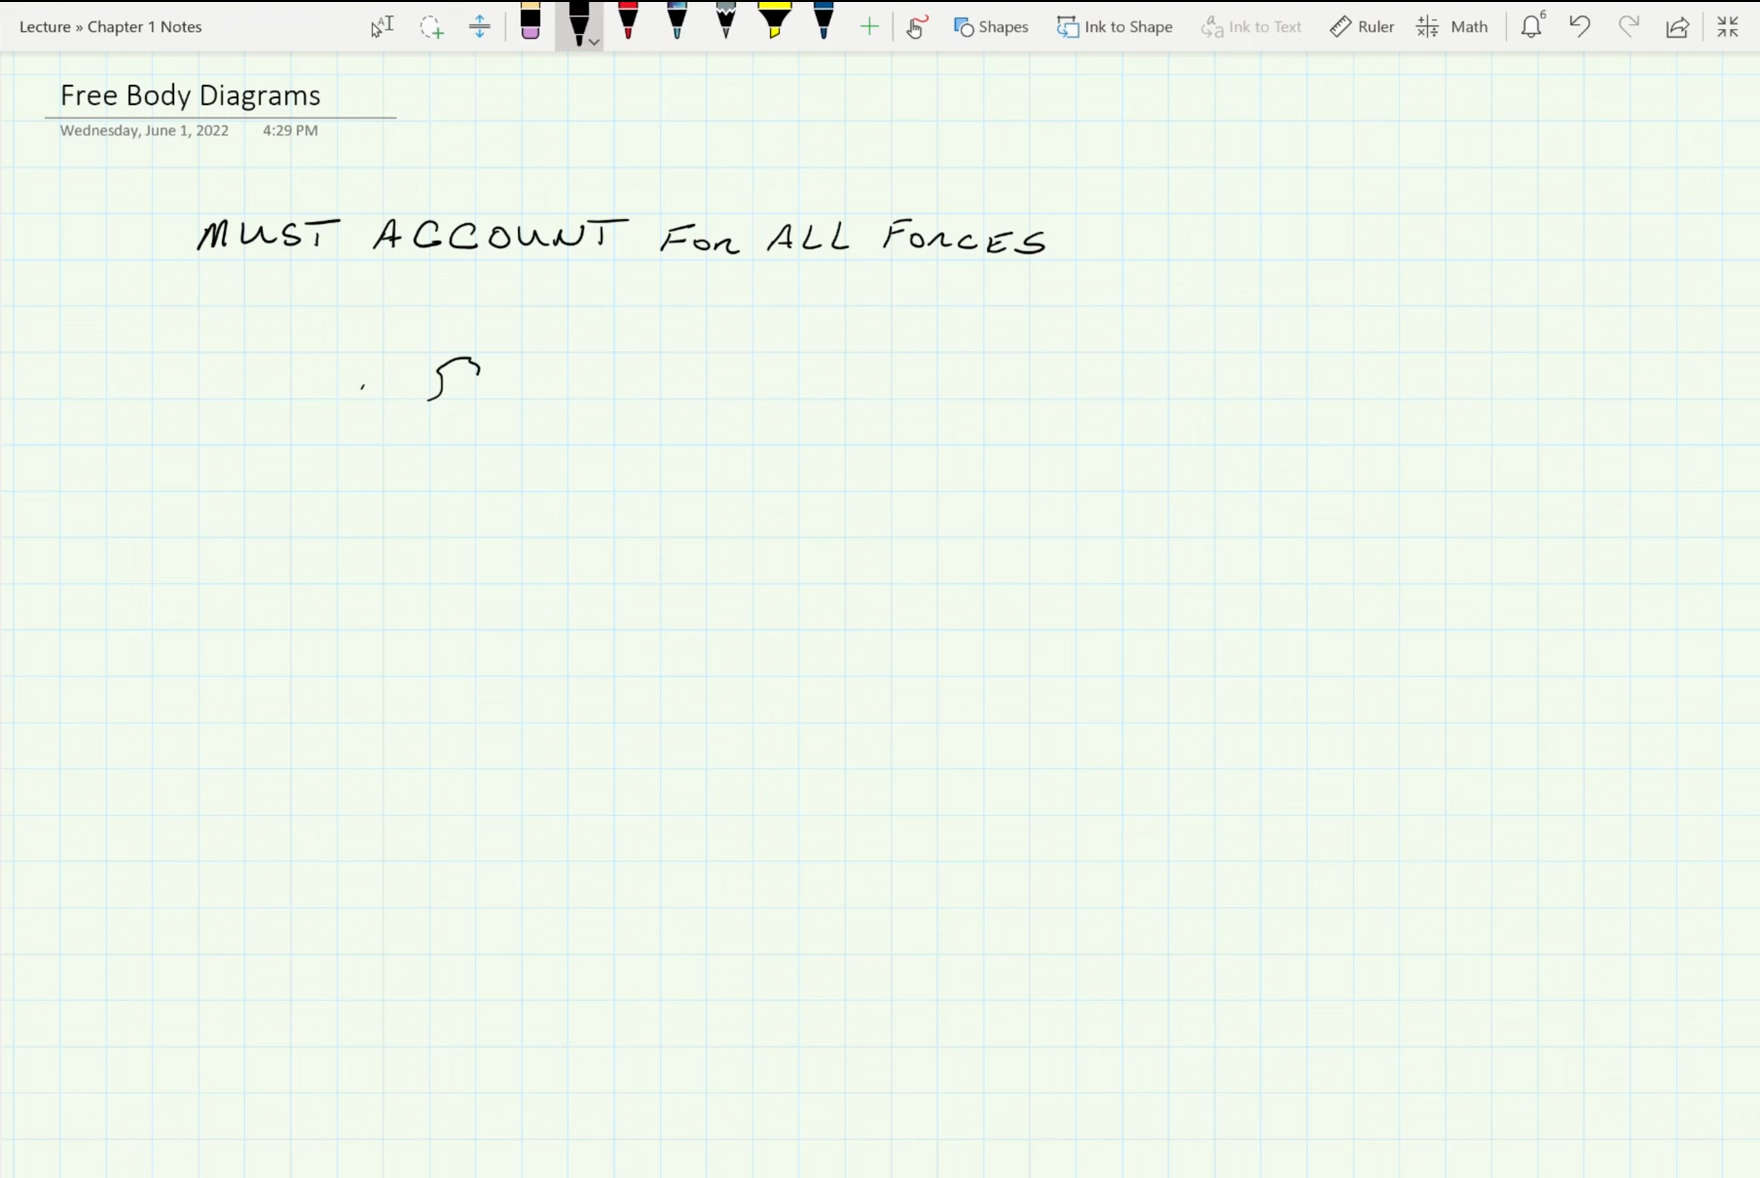 Lecture » Chapter 1 Notes
Shapes
Ink to Shape
Ink to Text
Ruler
Math
6
Free Body Diagrams
Wednesday, June 1, 2022 4:29 PM
MUST ACCOUNT FOR ALL FORCES